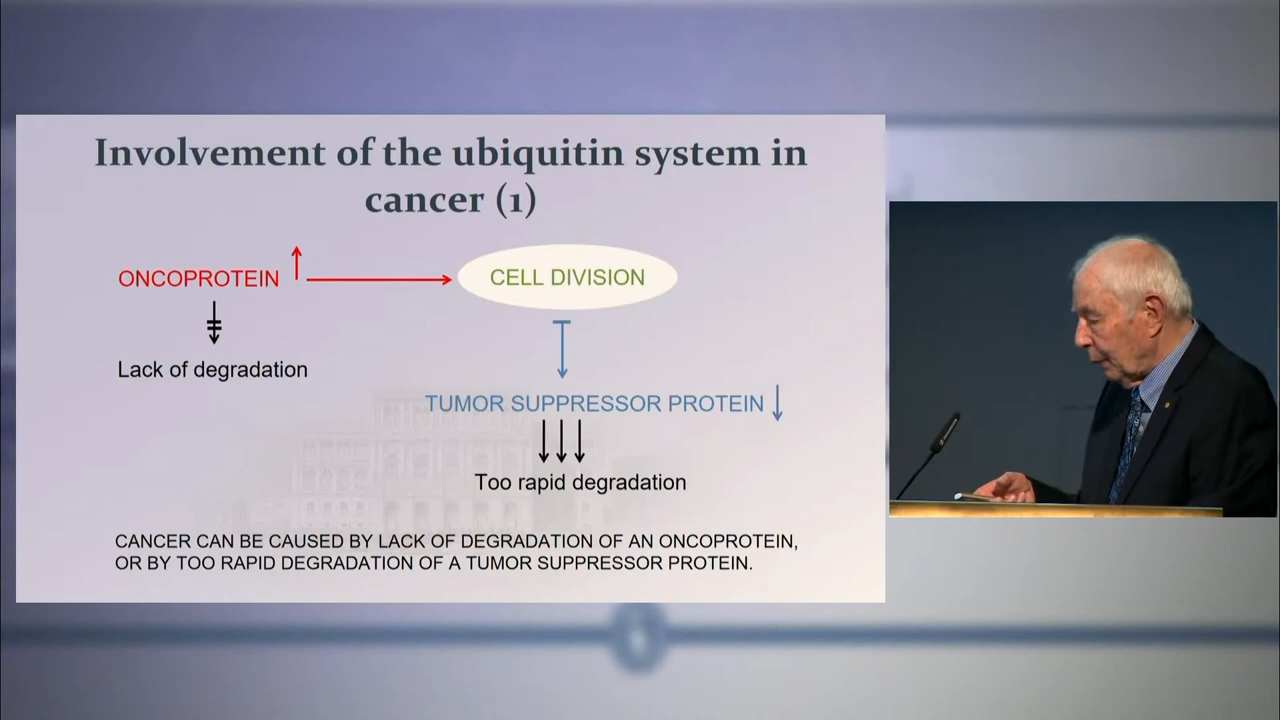 Involvement of the ubiquitin system in
cancer (1)
ONCOPROTEIN
CELL DIVISION
Lack of degradation
TUMOR SUPPRESSOR PROTEIN
Too rapid degradation
CANCER CAN BE CAUSED BY LACK OF DEGRADATION OF AN ONCOPROTEIN,
OR BY TOO RAPID DEGRADATION OF A TUMOR SUPPRESSOR PROTEIN.